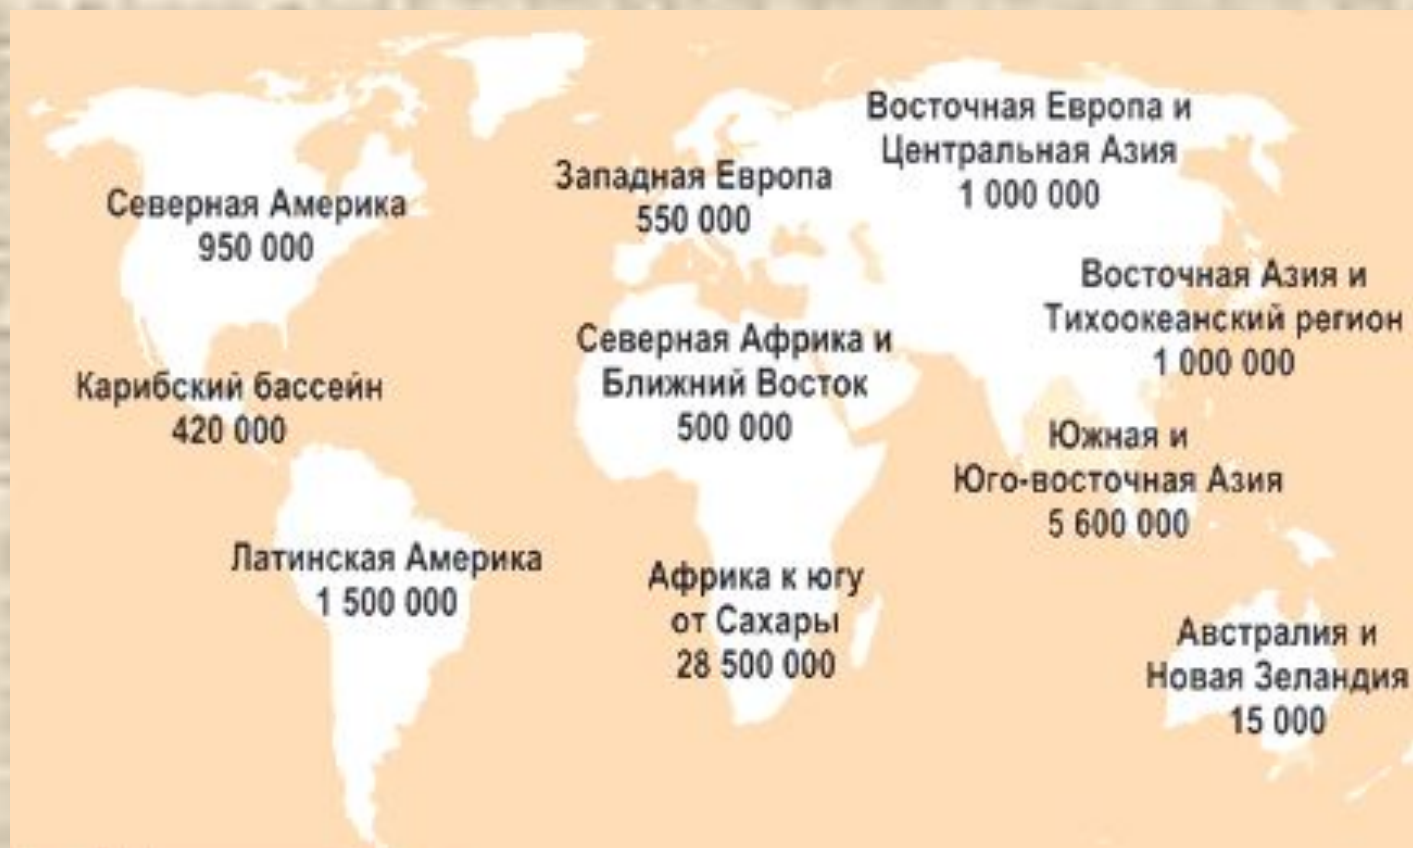 Восточная Европа и
Центральная Азия
1 000 000
Западная Европа
550 000
Северная Америка
950 000
Восточная Азия и
Тихоокеанский регион
1 000 000
Северная Африка и
Ближний Восток
500 000
Карибский бассейн
420 000
Южная и
Юго-восточная Азия
5 600 000
Латинская Америка
1 500 000
Африка к югу
от Сахары
28 500 000
Австралия и
Новая Зеландия
15 000